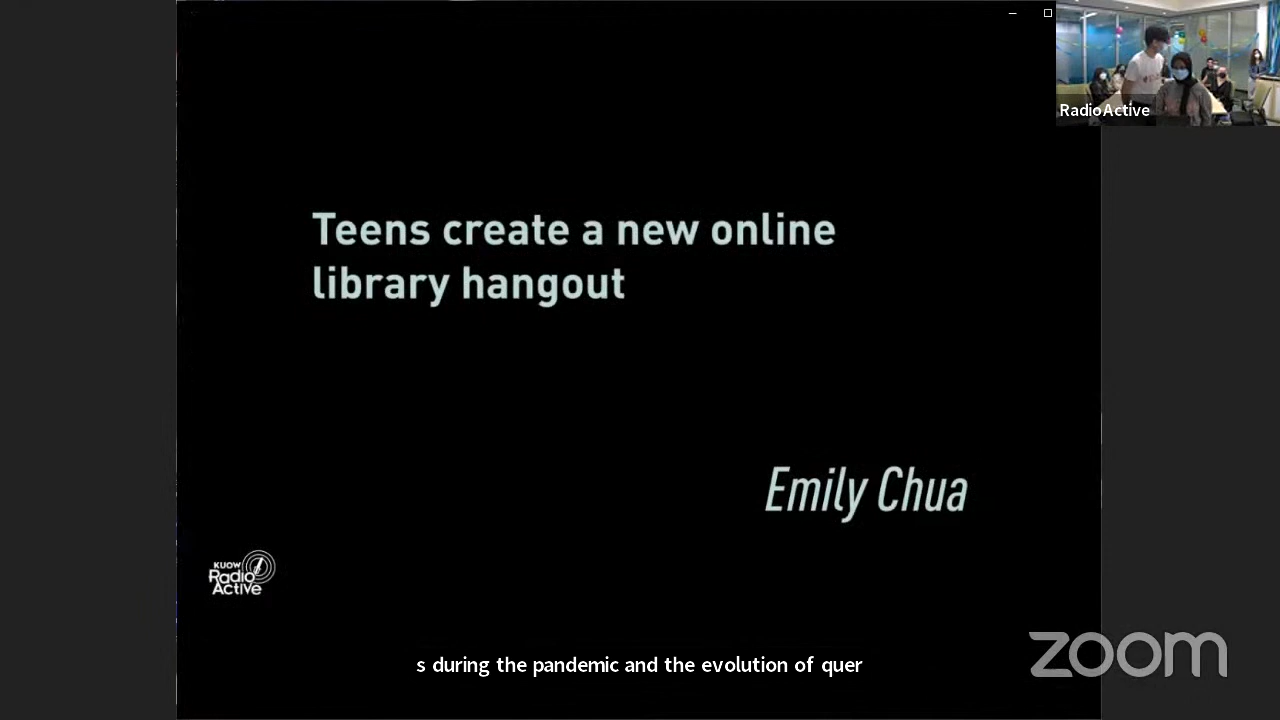 RadioActive
Teens create a new online
library hangout
Emily Chua
KUOW
Radio
Active
s during the pandemic and the evolution of quer
zoom